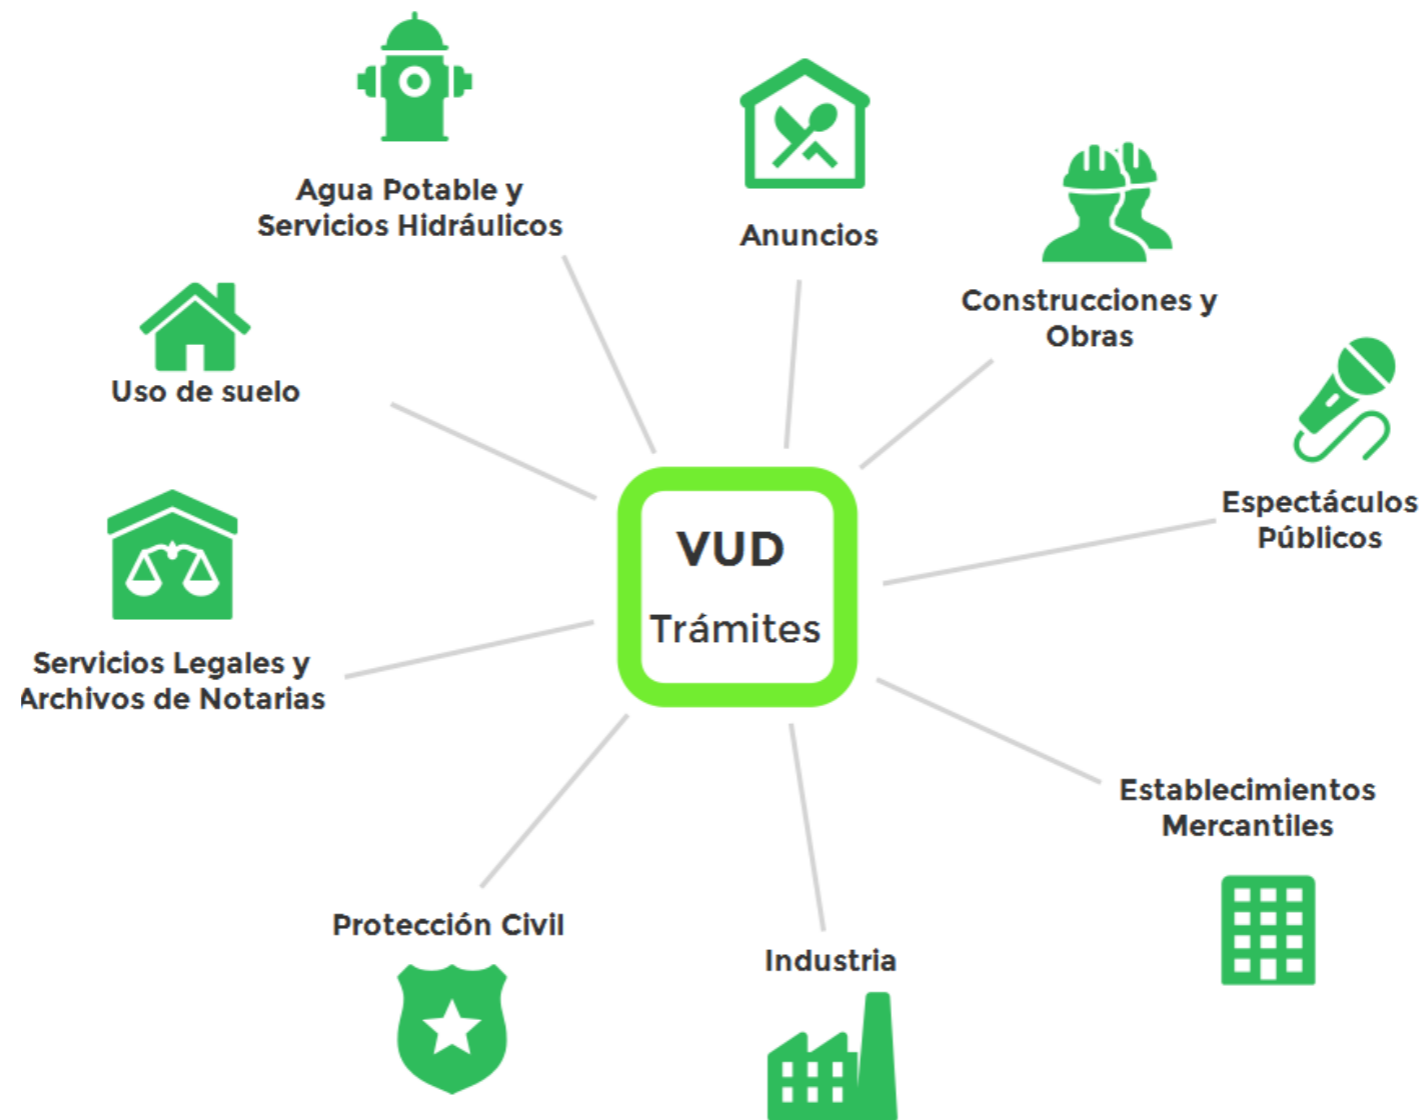 Agua Potable y
Servicios Hidráulicos
Anuncios
Construcciones y
Obras
Uso de suelo
Espectáculos
Públicos
VUD
Trámites
Servicios Legales y
Archivos de Notarias
Establecimientos
Mercantiles
Protección Civil
Industria